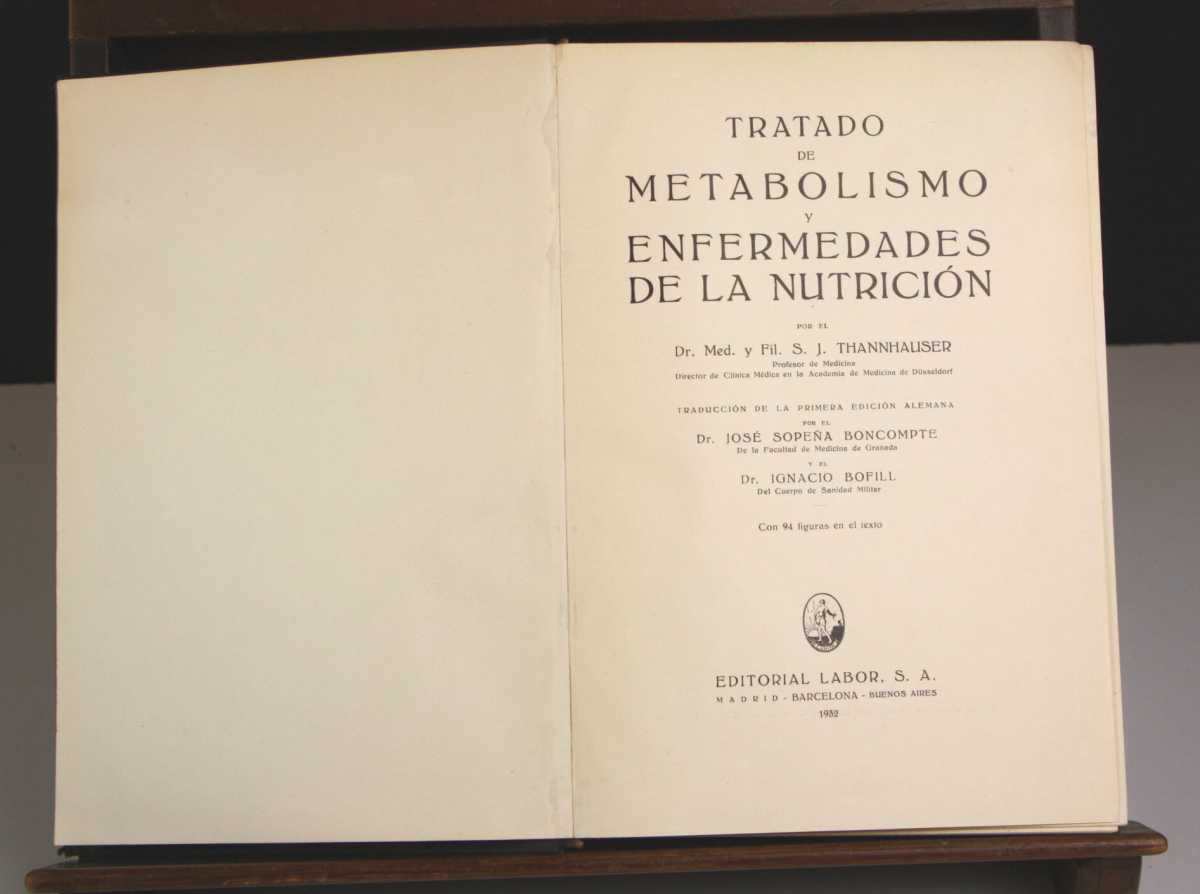 TRATADO
DE
METABOLISMO
y
ENFERMEDADES
DE LA NUTRICIÓN
POR EL
Dr. Med. y Fil. S. J. THANNHAUSER
Profesor de Medicina
Director de Clínica Médica en la Academia de Medicina de Düsseldorf
TRADUCCIÓN DE LA PRIMERA EDICIÓN ALEMANA
POR EL
Dr. JOSÉ SOPEÑA BONCOMPTE
De la Facultad de Medicina de Granada
Y EL
Dr. IGNACIO BOFILL
Del Cuerpo de Sanidad Militar
Con 94 figuras en el texto
EDITORIAL LABOR, S. A.
MADRID - BARCELONA - BUENOS AIRES
1932